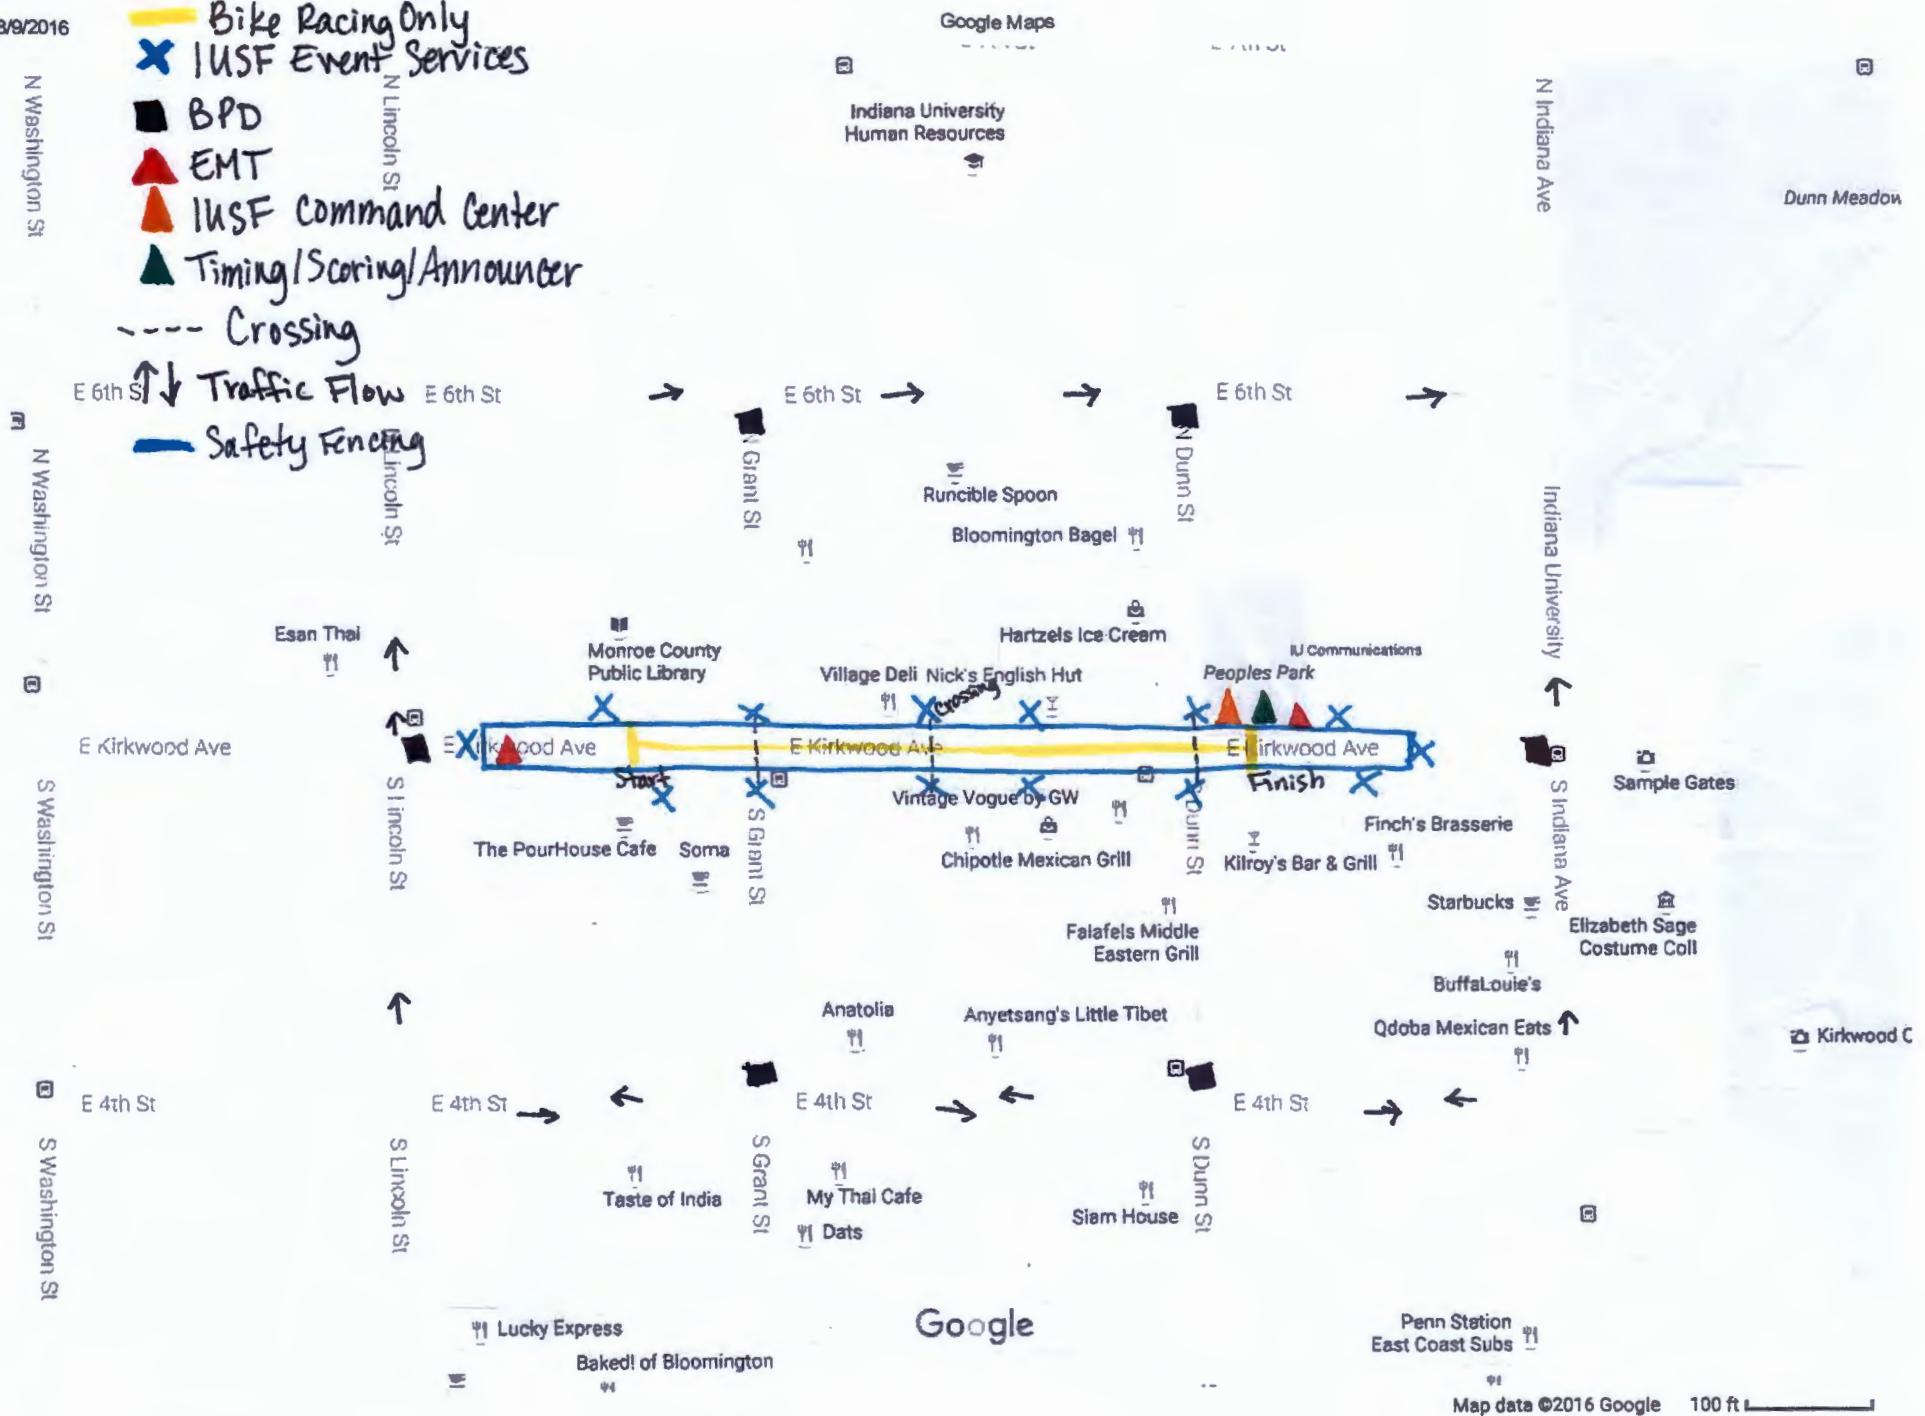 8/9/2016
Google Maps
Bike Racing Only
IUSF Event Services
BPD
EMT
IUSF Command Center
Timing/Scoring/Announcer
Crossing
Traffic Flow
Safety Fencing
N Washington St
N Lincoln St
Indiana University
Human Resources
N Indiana Ave
Dunn Meadow
E 6th St
E 6th St
E 6th St
E 6th St
N Washington St
N Lincoln St
N Grant St
N Dunn St
Indiana University
Runcible Spoon
Bloomington Bagel
Esan Thai
Monroe County
Public Library
Hartzels Ice Cream
IU Communications
Village Deli
Nick's English Hut
Peoples Park
Crossing
E Kirkwood Ave
E Kirkwood Ave
E Kirkwood Ave
E Kirkwood Ave
Start
Finish
Sample Gates
S Washington St
S Lincoln St
S Grant St
S Dunn St
S Indiana Ave
Vintage Vogue by GW
The PourHouse Cafe
Soma
Chipotle Mexican Grill
Finch's Brasserie
Kilroy's Bar & Grill
Starbucks
Falafels Middle
Eastern Grill
Elizabeth Sage
Costume Coll
BuffaLouie's
Anatolia
Anyetsang's Little Tibet
Qdoba Mexican Eats
Kirkwood C
E 4th St
E 4th St
E 4th St
E 4th St
S Washington St
S Lincoln St
S Grant St
S Dunn St
Taste of India
My Thai Cafe
Siam House
Dats
Google
Lucky Express
Penn Station
East Coast Subs
Baked! of Bloomington
Map data ©2016 Google
100 ft